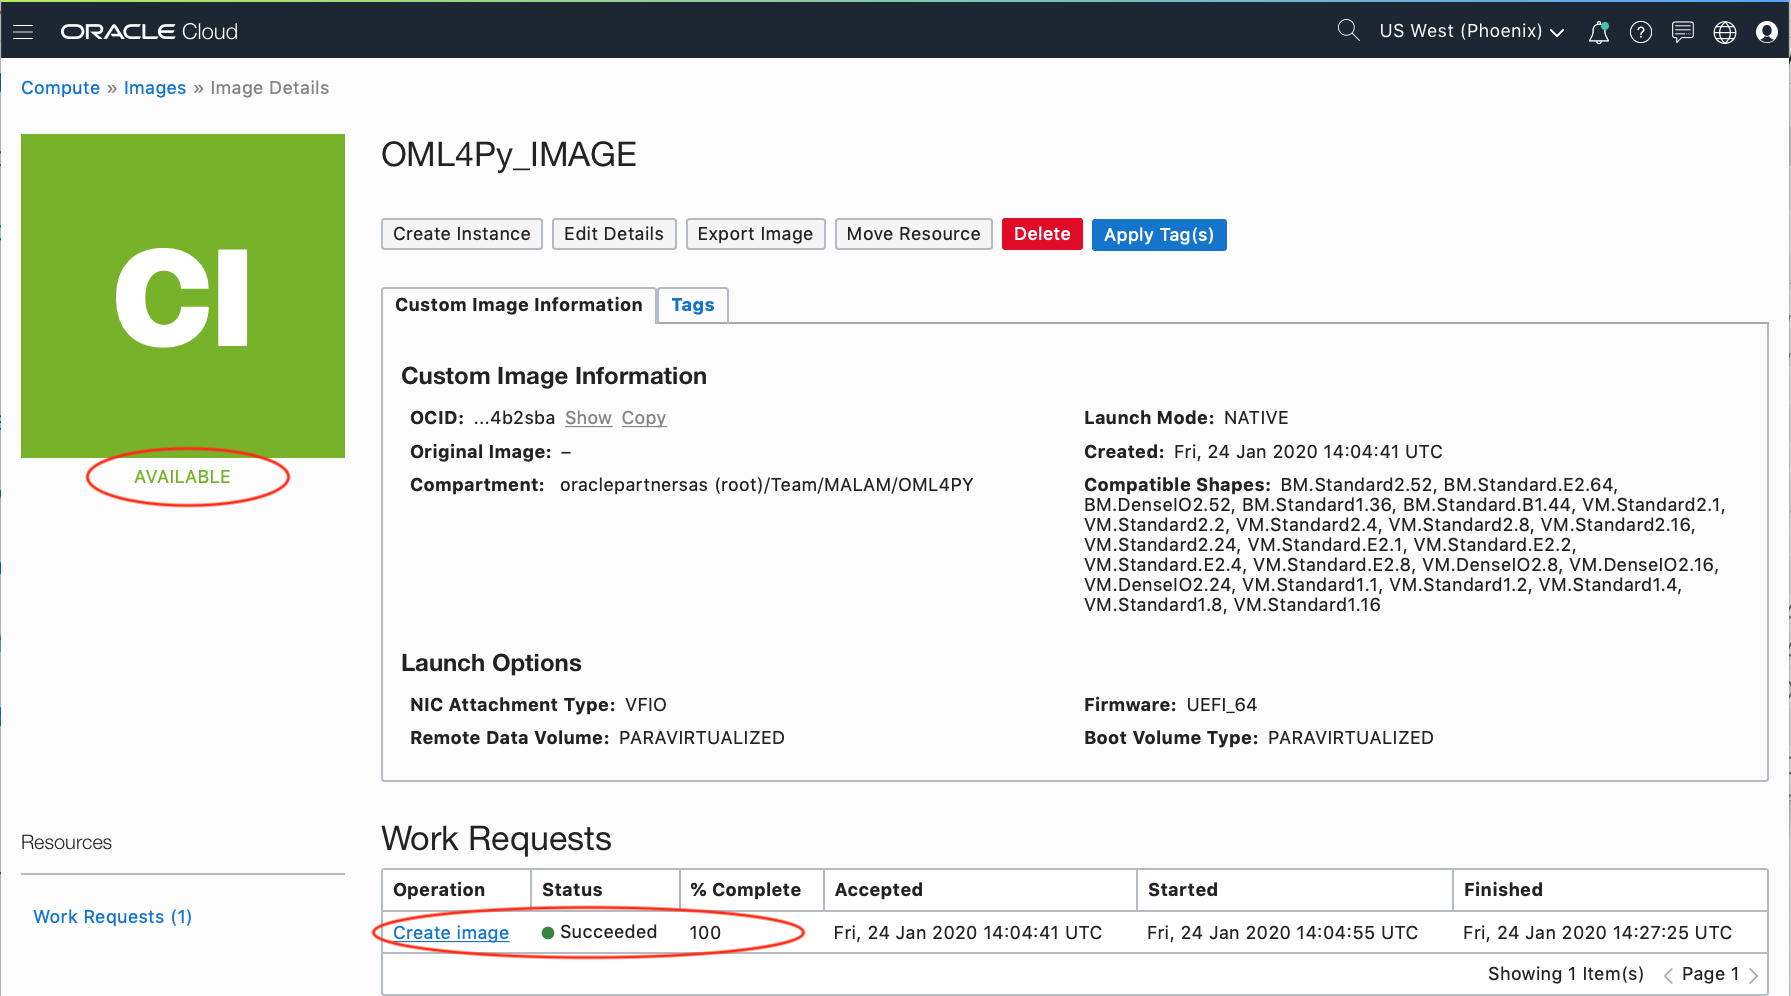 ORACLE Cloud
US West (Phoenix)
Compute » Images » Image Details
CI
AVAILABLE
OML4Py_IMAGE
Create Instance Edit Details Export Image Move Resource Delete Apply Tag(s)
Custom Image Information Tags
Custom Image Information
OCID: ...4b2sba Show Copy
Original Image: –
Compartment: oraclepartnersas (root)/Team/MALAM/OML4PY
Launch Mode: NATIVE
Created: Fri, 24 Jan 2020 14:04:41 UTC
Compatible Shapes: BM.Standard2.52, BM.Standard.E2.64,
BM.DenseIO2.52, BM.Standard1.36, BM.Standard.B1.44, VM.Standard2.1,
VM.Standard2.2, VM.Standard2.4, VM.Standard2.8, VM.Standard2.16,
VM.Standard2.24, VM.Standard.E2.1, VM.Standard.E2.2,
VM.Standard.E2.4, VM.Standard.E2.8, VM.DenseIO2.8, VM.DenseIO2.16,
VM.DenseIO2.24, VM.Standard1.1, VM.Standard1.2, VM.Standard1.4,
VM.Standard1.8, VM.Standard1.16
Launch Options
NIC Attachment Type: VFIO
Remote Data Volume: PARAVIRTUALIZED
Firmware: UEFI_64
Boot Volume Type: PARAVIRTUALIZED
Resources
Work Requests (1)
Work Requests
Operation Status % Complete Accepted Started Finished
Create image Succeeded 100 Fri, 24 Jan 2020 14:04:41 UTC Fri, 24 Jan 2020 14:04:55 UTC Fri, 24 Jan 2020 14:27:25 UTC
Showing 1 Item(s) < Page 1 >